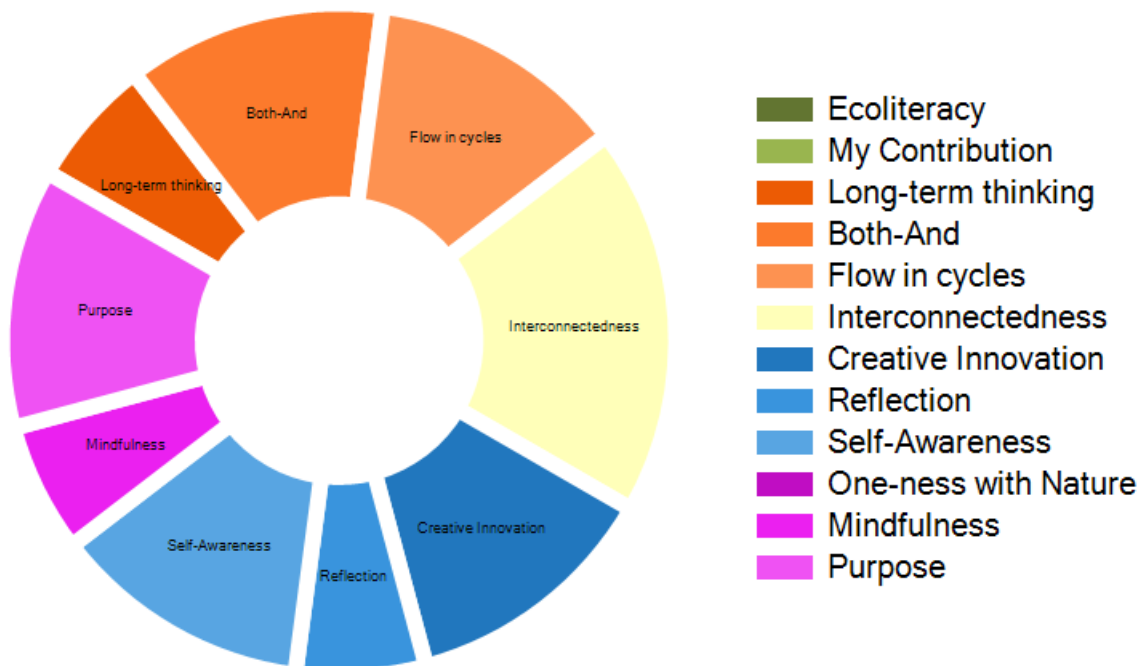 Both-And
Flow in cycles
Long-term thinking
Purpose
Interconnectedness
Mindfulness
Self-Awareness
Reflection
Creative Innovation
Ecoliteracy
My Contribution
Long-term thinking
Both-And
Flow in cycles
Interconnectedness
Creative Innovation
Reflection
Self-Awareness
One-ness with Nature
Mindfulness
Purpose